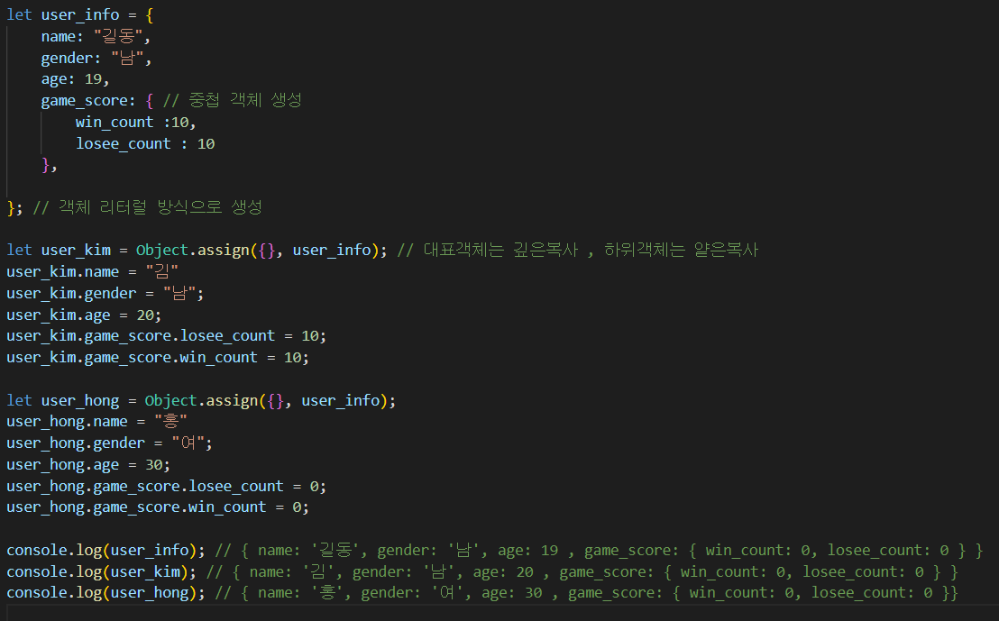 let user_info = {
    name: "길동",
    gender: "남",
    age: 19,
    game_score: { // 중첩 객체 생성
        win_count :10,
        losee_count : 10
    },
}; // 객체 리터럴 방식으로 생성
let user_kim = Object.assign({}, user_info); // 대표객체는 깊은복사 , 하위객체는 얕은복사
user_kim.name = "김"
user_kim.gender = "남";
user_kim.age = 20;
user_kim.game_score.losee_count = 10;
user_kim.game_score.win_count = 10;
let user_hong = Object.assign({}, user_info);
user_hong.name = "홍"
user_hong.gender = "여";
user_hong.age = 30;
user_hong.game_score.losee_count = 0;
user_hong.game_score.win_count = 0;
console.log(user_info); // { name: '길동', gender: '남', age: 19 , game_score: { win_count: 0, losee_count: 0 } }
console.log(user_kim); // { name: '김', gender: '남', age: 20 , game_score: { win_count: 0, losee_count: 0 } }
console.log(user_hong); // { name: '홍', gender: '여', age: 30 , game_score: { win_count: 0, losee_count: 0 }}